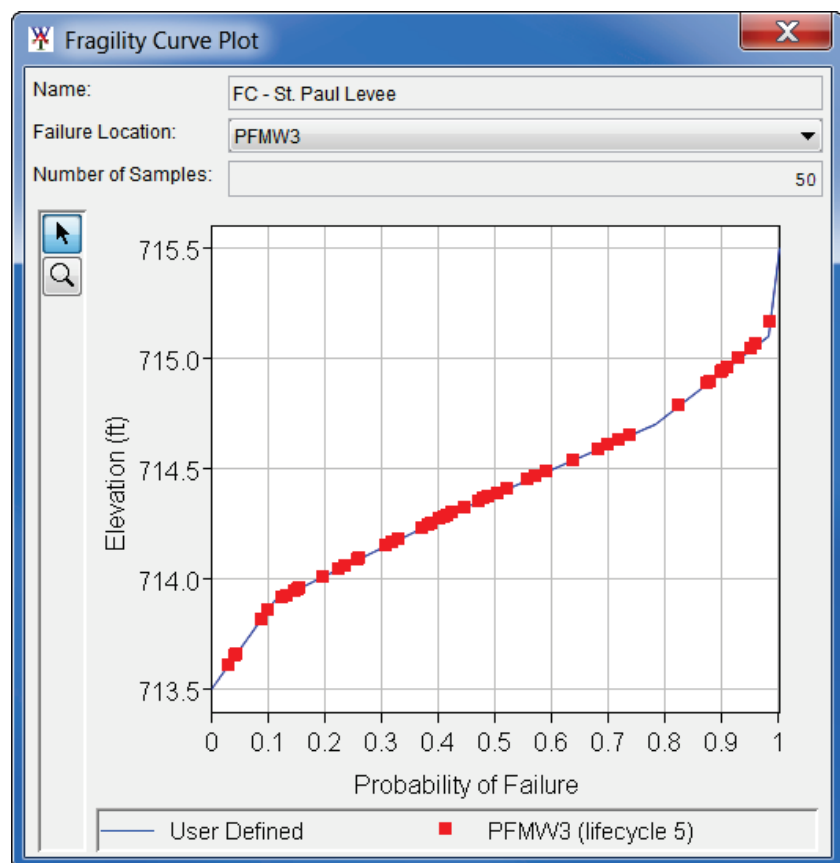 Fragility Curve Plot
Name:
FC - St. Paul Levee
Failure Location:
PFMW3
Number of Samples:
50
715.5
715.0
714.5
714.0
713.5
Elevation (ft)
0 0.1 0.2 0.3 0.4 0.5 0.6 0.7 0.8 0.9 1
Probability of Failure
User Defined
PFMW3 (lifecycle 5)